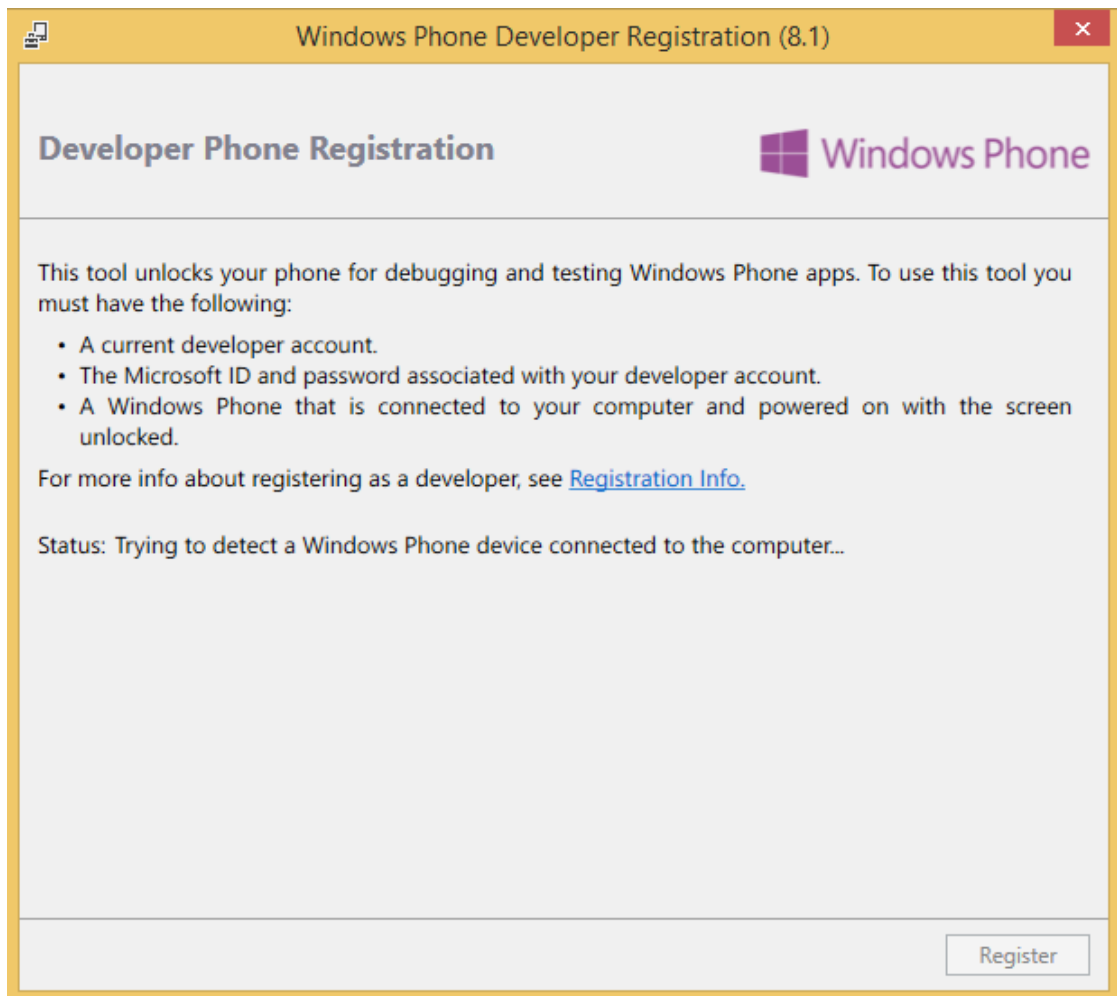 Windows Phone Developer Registration (8.1)
Developer Phone Registration
Windows Phone
This tool unlocks your phone for debugging and testing Windows Phone apps. To use this tool you
must have the following:
• A current developer account.
• The Microsoft ID and password associated with your developer account.
• A Windows Phone that is connected to your computer and powered on with the screen
unlocked.
For more info about registering as a developer, see Registration Info.
Status: Trying to detect a Windows Phone device connected to the computer...
Register